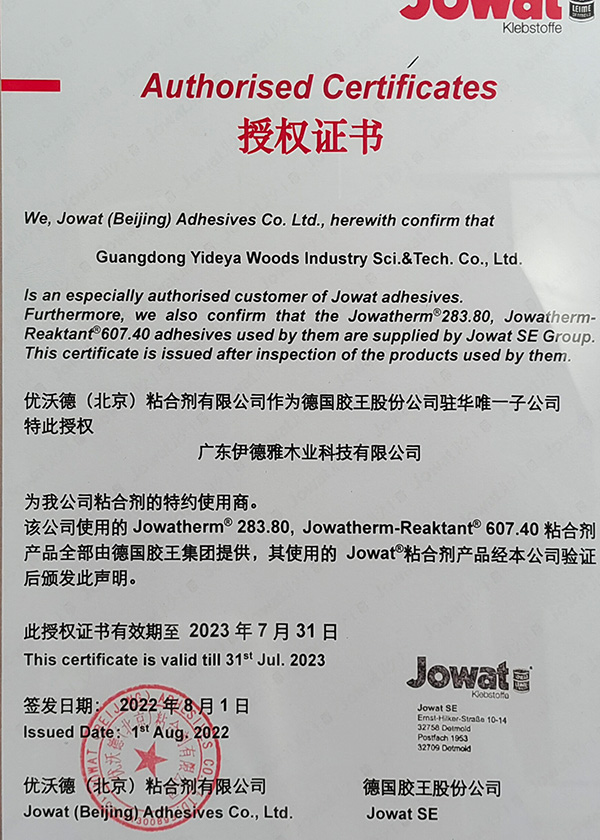 Jowat
LEIME
Klebstoffe
Authorised Certificates
授权证书
We, Jowat (Beijing) Adhesives Co. Ltd., herewith confirm that
Guangdong Yideya Woods Industry Sci.&Tech. Co., Ltd.
Is an especially authorised customer of Jowat adhesives.
Furthermore, we also confirm that the Jowatherm®283.80, Jowatherm-
Reaktant®607.40 adhesives used by them are supplied by Jowat SE Group.
This certificate is issued after inspection of the products used by them.
优沃德（北京）粘合剂有限公司作为德国胶王股份公司驻华唯一子公司
特此授权
广东伊德雅木业科技有限公司
为我公司粘合剂的特约使用商。
该公司使用的 Jowatherm® 283.80, Jowatherm-Reaktant® 607.40 粘合剂
产品全部由德国胶王集团提供，其使用的 Jowat®粘合剂产品经本公司验证
后颁发此声明。
此授权证书有效期至 2023 年 7 月 31 日
This certificate is valid till 31st Jul. 2023
Jowat
Klebstoffe
签发日期： 2022 年 8 月 1 日
Issued Date: 1st Aug. 2022
Jowat SE
Ernst-Hilker-Straße 10-14
32758 Detmold
Postfach 1953
32709 Detmold
优沃德（北京）粘合剂有限公司
Jowat (Beijing) Adhesives Co., Ltd.
德国胶王股份公司
Jowat SE